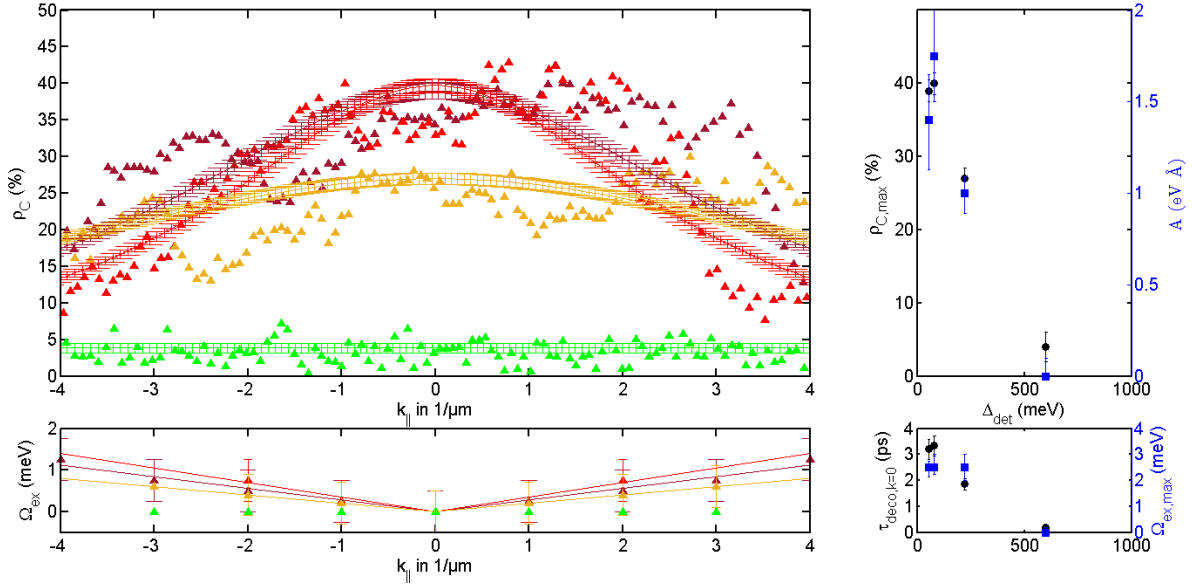 50
45
40
35
30
25
20
15
10
5
0
ρC (%)
-4 -3 -2 -1 0 1 2 3 4
k|| in 1/µm
2
1
0
Ωex (meV)
-4 -3 -2 -1 0 1 2 3 4
k|| in 1/µm
40
30
20
10
0
ρC,max (%)
2
1.5
1
0.5
0
A (eV Å)
0 500 1000
Δdet (meV)
4
3
2
1
0
τdeco,k=0 (ps)
4
3
2
1
0
Ωex,max (meV)
0 500 1000